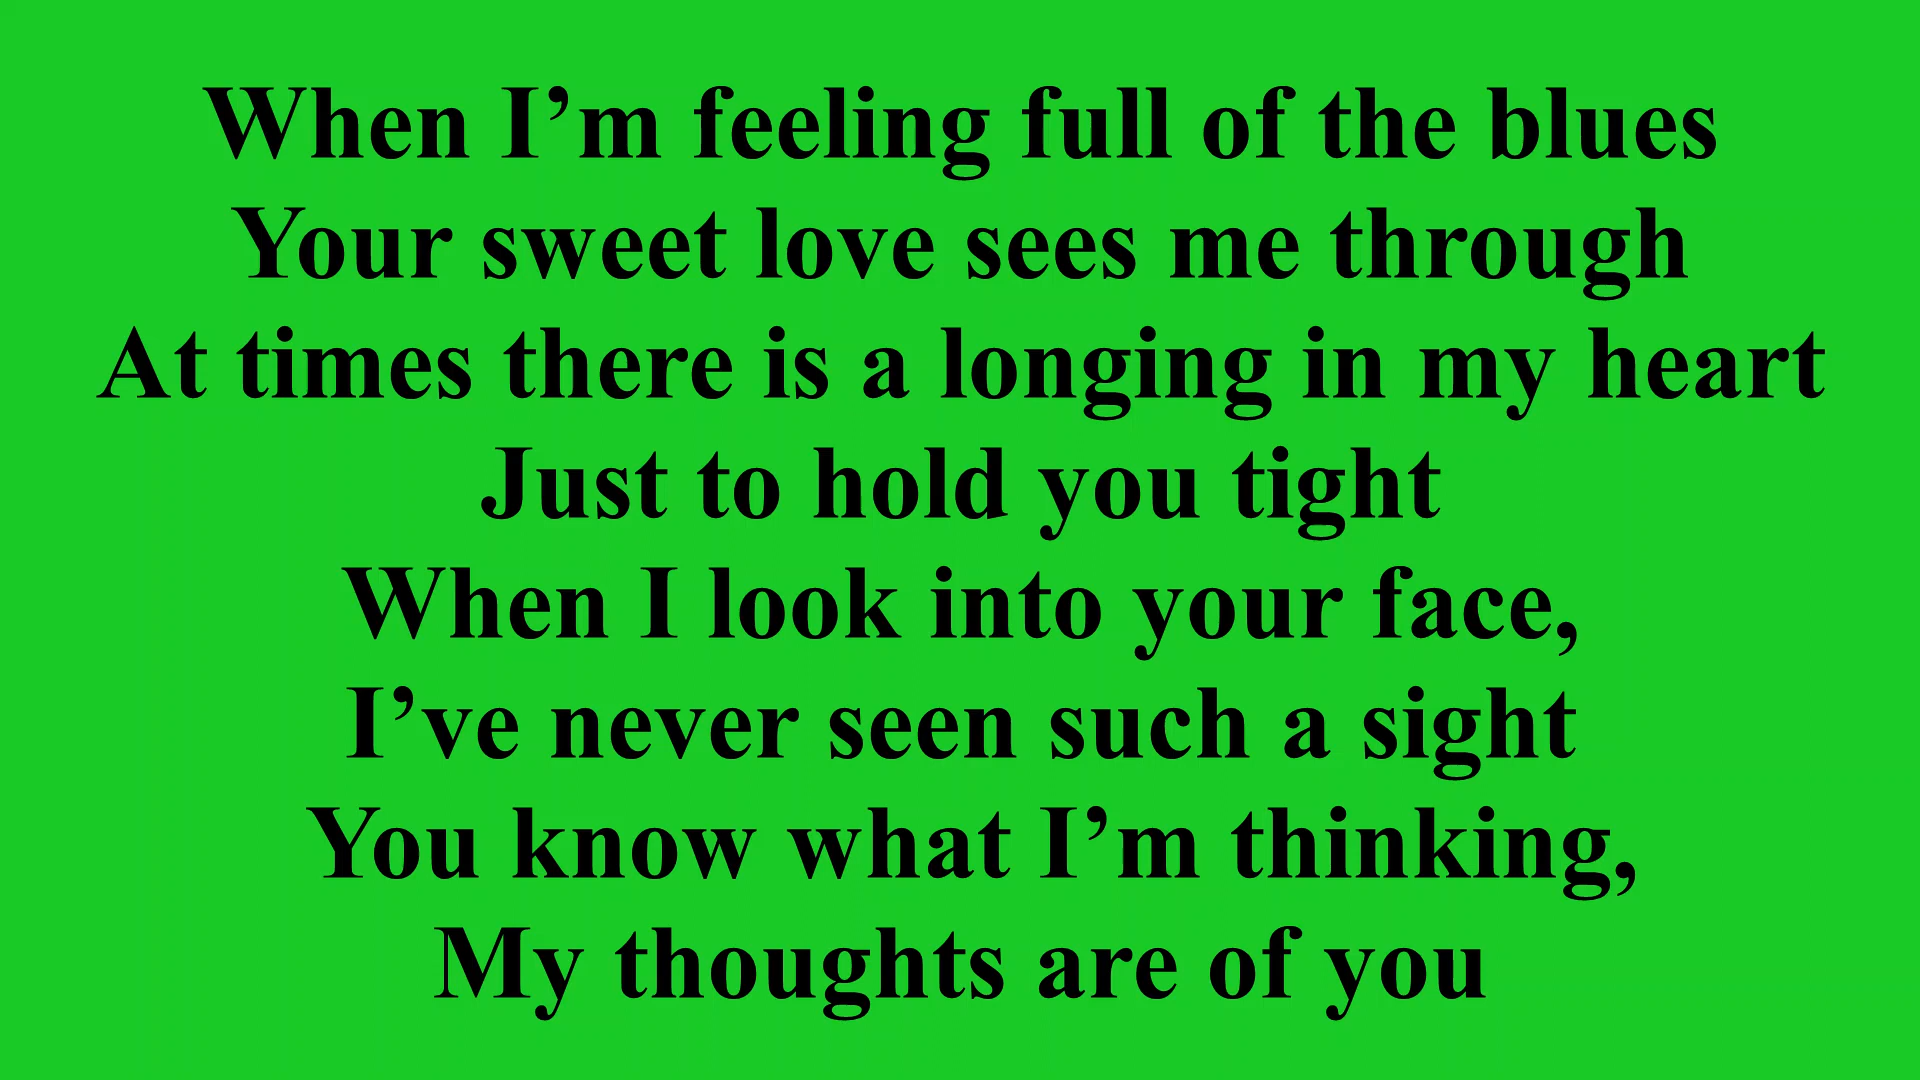 When I’m feeling full of the blues
Your sweet love sees me through
At times there is a longing in my heart
Just to hold you tight
When I look into your face,
I’ve never seen such a sight
You know what I’m thinking,
My thoughts are of you